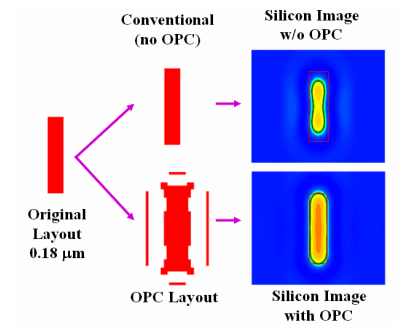 Conventional
(no OPC)
Silicon Image
w/o OPC
Original
Layout
0.18 μm
OPC Layout
Silicon Image
with OPC